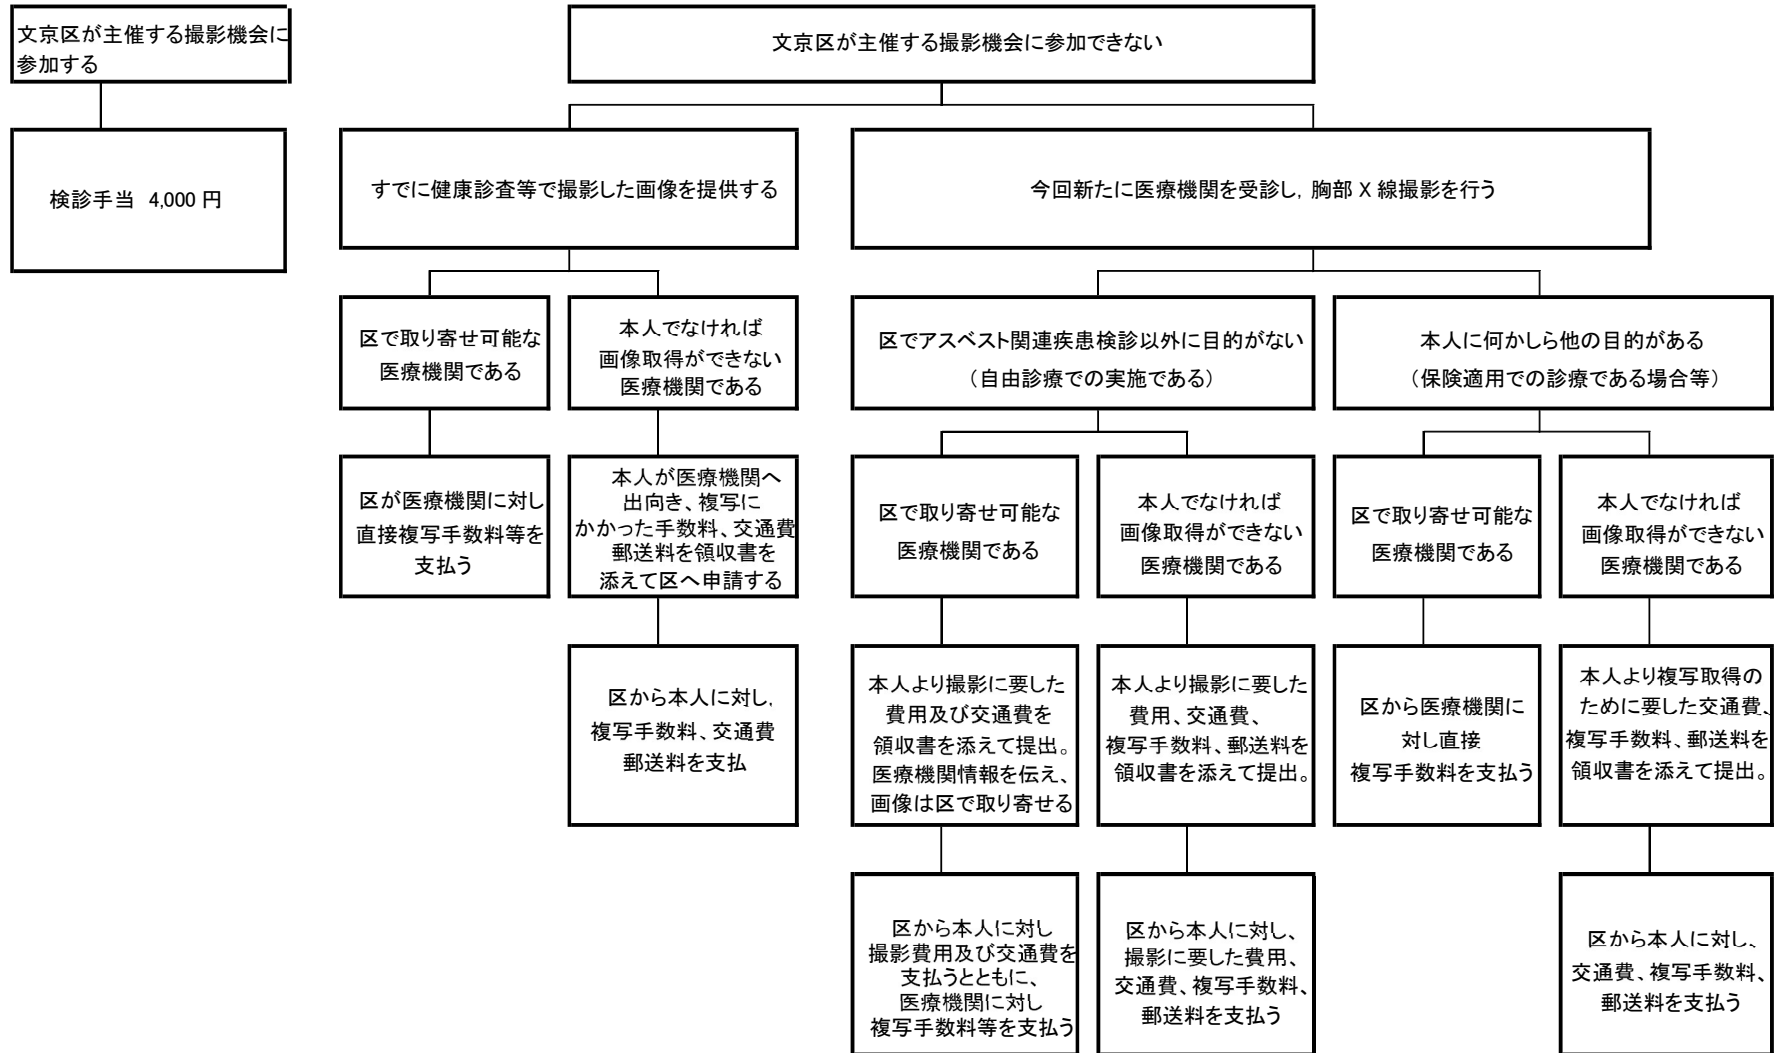 文京区が主催する撮影機会に
参加する
文京区が主催する撮影機会に参加できない
検診手当 4,000 円
すでに健康診査等で撮影した画像を提供する
今回新たに医療機関を受診し, 胸部 X 線撮影を行う
区で取り寄せ可能な
医療機関である
本人でなければ
画像取得ができない
医療機関である
区でアスベスト関連疾患検診以外に目的がない
（自由診療での実施である）
本人に何かしら他の目的がある
（保険適用での診療である場合等）
区が医療機関に対し
直接複写手数料等を
支払う
本人が医療機関へ
出向き、複写に
かかった手数料、交通費
郵送料を領収書を
添えて区へ申請する
区で取り寄せ可能な
医療機関である
本人でなければ
画像取得ができない
医療機関である
区で取り寄せ可能な
医療機関である
本人でなければ
画像取得ができない
医療機関である
区から本人に対し,
複写手数料、交通費
郵送料を支払
本人より撮影に要した
費用及び交通費を
領収書を添えて提出。
医療機関情報を伝え、
画像は区で取り寄せる
本人より撮影に要した
費用、交通費、
複写手数料、郵送料を
領収書を添えて提出。
区から医療機関に
対し直接
複写手数料を支払う
本人より複写取得の
ために要した交通費、
複写手数料、郵送料を
領収書を添えて提出。
区から本人に対し
撮影費用及び交通費を
支払うとともに、
医療機関に対し
複写手数料等を支払う
区から本人に対し、
撮影に要した費用、
交通費、複写手数料、
郵送料を支払う
区から本人に対し、
交通費、複写手数料、
郵送料を支払う